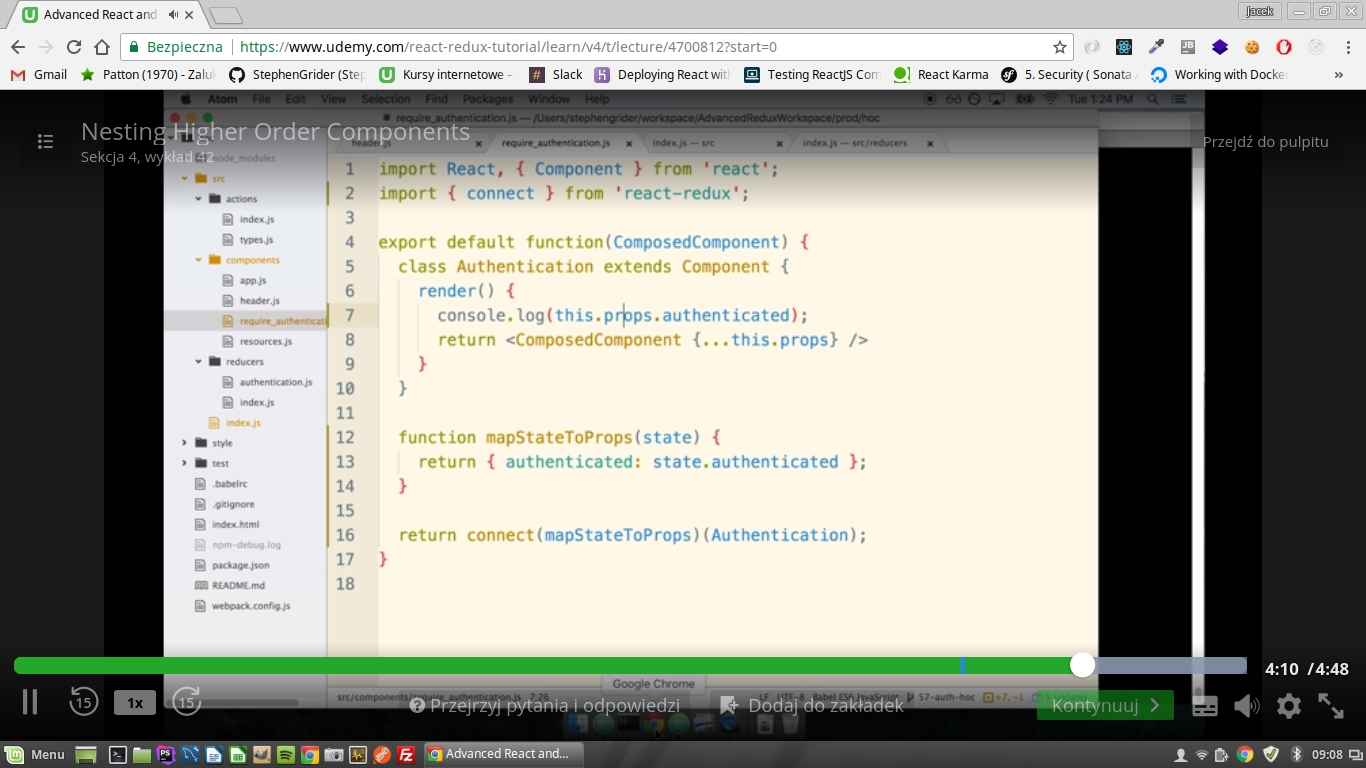 Advanced React and
Jacek
Bezpieczna
https://www.udemy.com/react-redux-tutorial/learn/v4/t/lecture/4700812?start=0
Gmail
Patton (1970) - Zaluk
StephenGrider (Step
Kursy internetowe –
Slack
Deploying React wit
Testing ReactJS Com
React Karma
5. Security ( Sonata
Working with Docke
»
Atom File Edit View Selection Find Packages Window Help
Tue 1:24 PM
require_authentication.js — /Users/stephengrider/workspace/AdvancedReduxWorkspace/prod/hoc
Nesting Higher Order Components
Sekcja 4, wykład 42
Przejdź do pulpitu
header.js
require_authentication.js
index.js — src
index.js — src/reducers
node_modules
src
actions
index.js
types.js
components
app.js
header.js
require_authenticati
resources.js
reducers
authentication.js
index.js
index.js
style
test
.babelrc
.gitignore
index.html
npm-debug.log
package.json
README.md
webpack.config.js
1 import React, { Component } from 'react';
2 import { connect } from 'react-redux';
3
4 export default function(ComposedComponent) {
5 class Authentication extends Component {
6 render() {
7 console.log(this.props.authenticated);
8 return <ComposedComponent {...this.props} />
9 }
10 }
11
12 function mapStateToProps(state) {
13 return { authenticated: state.authenticated };
14 }
15
16 return connect(mapStateToProps)(Authentication);
17 }
18
4:10 / 4:48
Google Chrome
src/components/require_authentication.js 7:26
LF UTF-8 Babel ES6 JavaScript 57-auth-hoc +7, -1 5 updates
15
1x
15
Przejrzyj pytania i odpowiedzi
Dodaj do zakładek
Kontynuuj
Menu
Advanced React and...
09:08